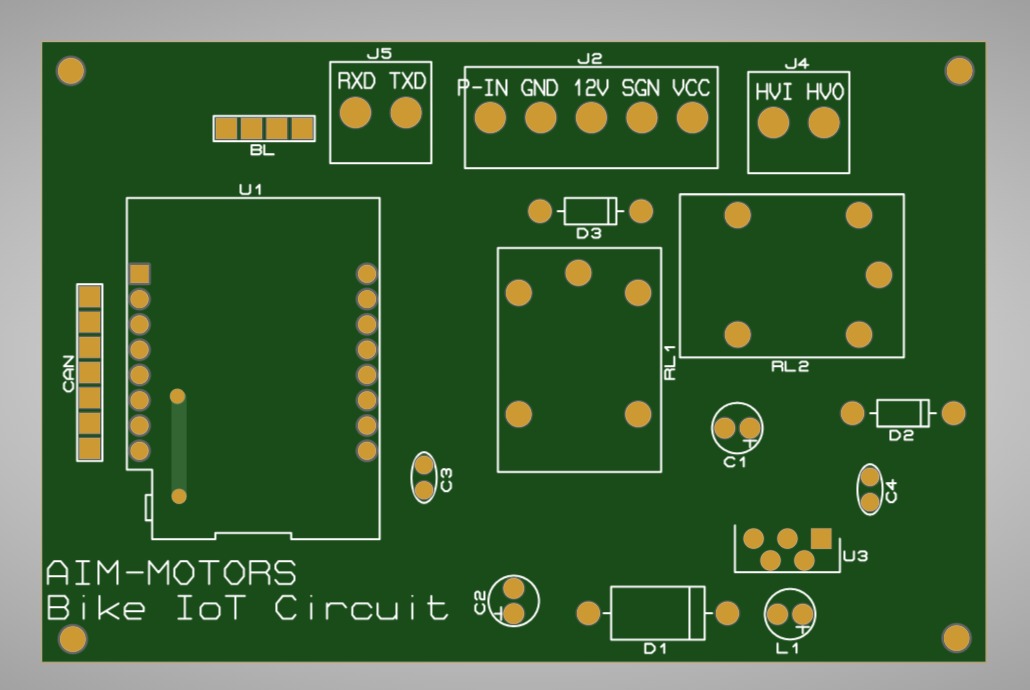 J5
J2
J4
RXD TXD
P-IN GND 12V SGN VCC
HVI HVO
BL
U1
D3
CAN
RL1
RL2
D2
C1
C3
C4
U3
AIM-MOTORS
Bike IoT Circuit
C2
D1
L1